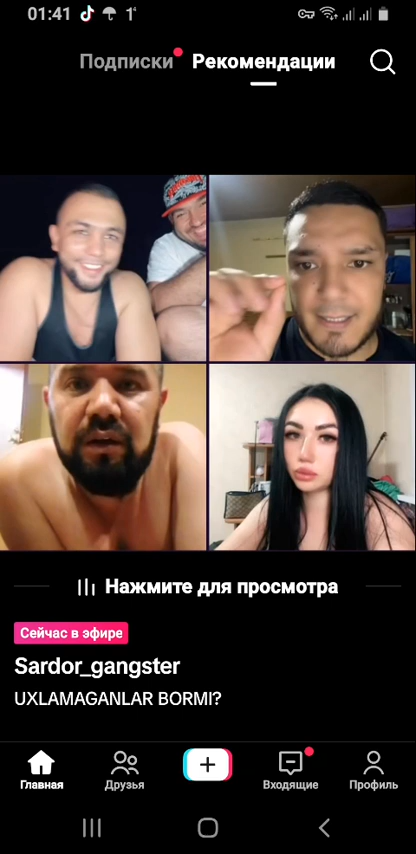 01:41
Подписки Рекомендации
Нажмите для просмотра
Сейчас в эфире
Sardor_gangster
UXLAMAGANLAR BORMI?
Главная Друзья Входящие Профиль